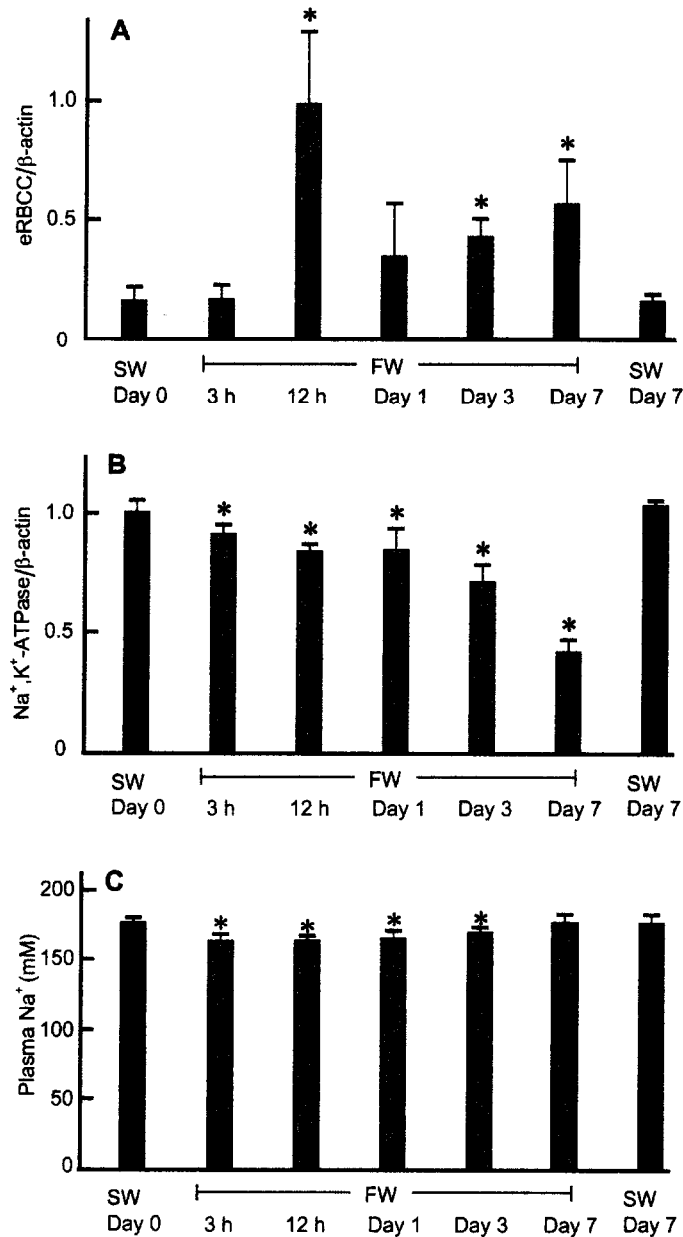 A
*
1.0
*
*
0.5
0
eRBCC/β-actin
SW
FW
SW
Day 0
3 h
12 h
Day 1
Day 3
Day 7
Day 7
B
1.0
*
*
*
*
*
0.5
0
Na⁺,K⁺-ATPase/β-actin
SW
FW
SW
Day 0
3 h
12 h
Day 1
Day 3
Day 7
Day 7
C
200
*
*
*
*
150
100
50
0
Plasma Na⁺ (mM)
SW
FW
SW
Day 0
3 h
12 h
Day 1
Day 3
Day 7
Day 7